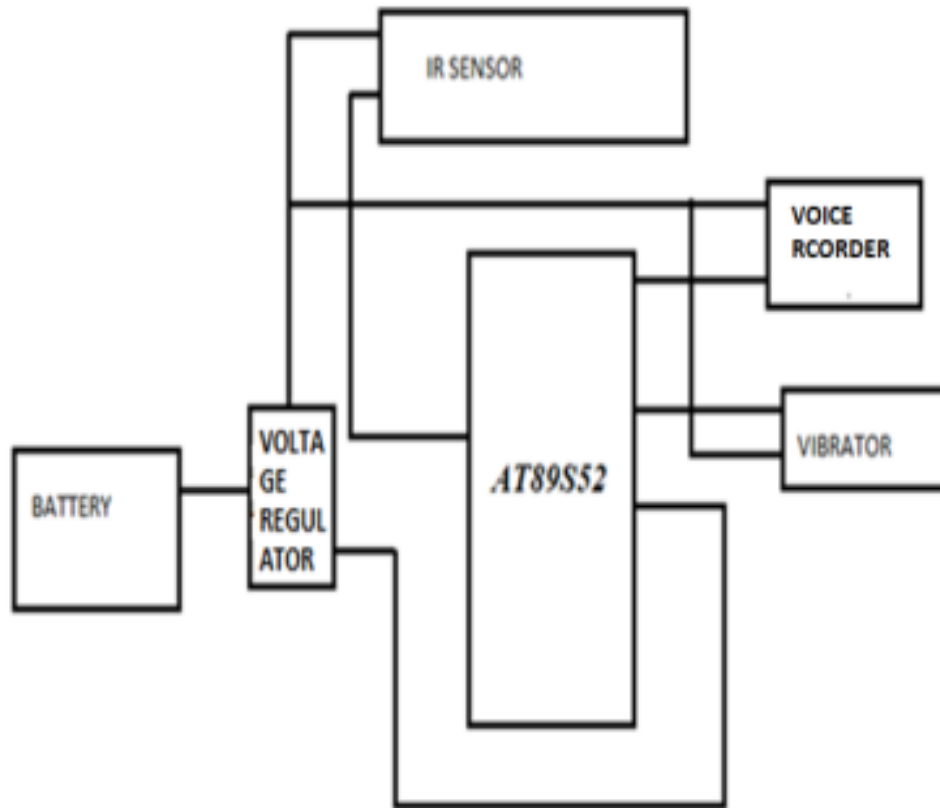 IR SENSOR
VOICE
RCORDER
VOLTA
GE
REGUL
ATOR
BATTERY
AT89S52
VIBRATOR